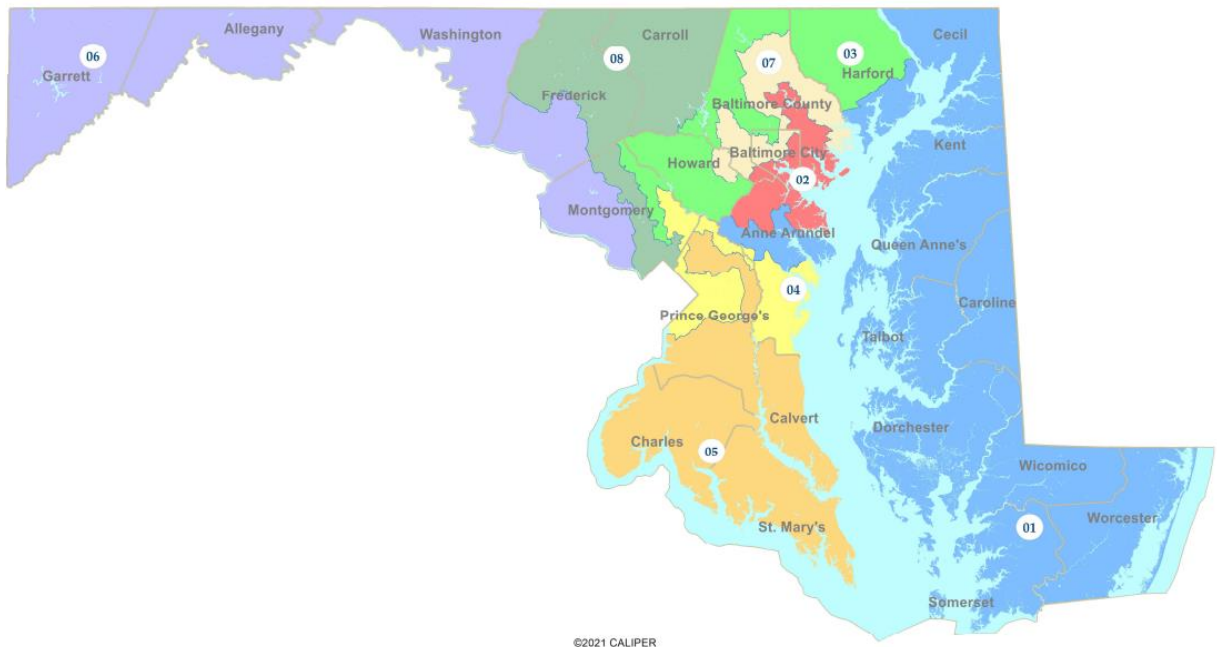 Allegany
Washington
Carroll
Cecil
06
08
07
03
Garrett
Harford
Frederick
Baltimore County
Kent
Howard
Baltimore City
02
Montgomery
Anne Arundel
Queen Anne's
04
Caroline
Prince George's
Talbot
Calvert
Dorchester
Charles
05
Wicomico
St. Mary's
01
Worcester
Somerset
©2021 CALIPER